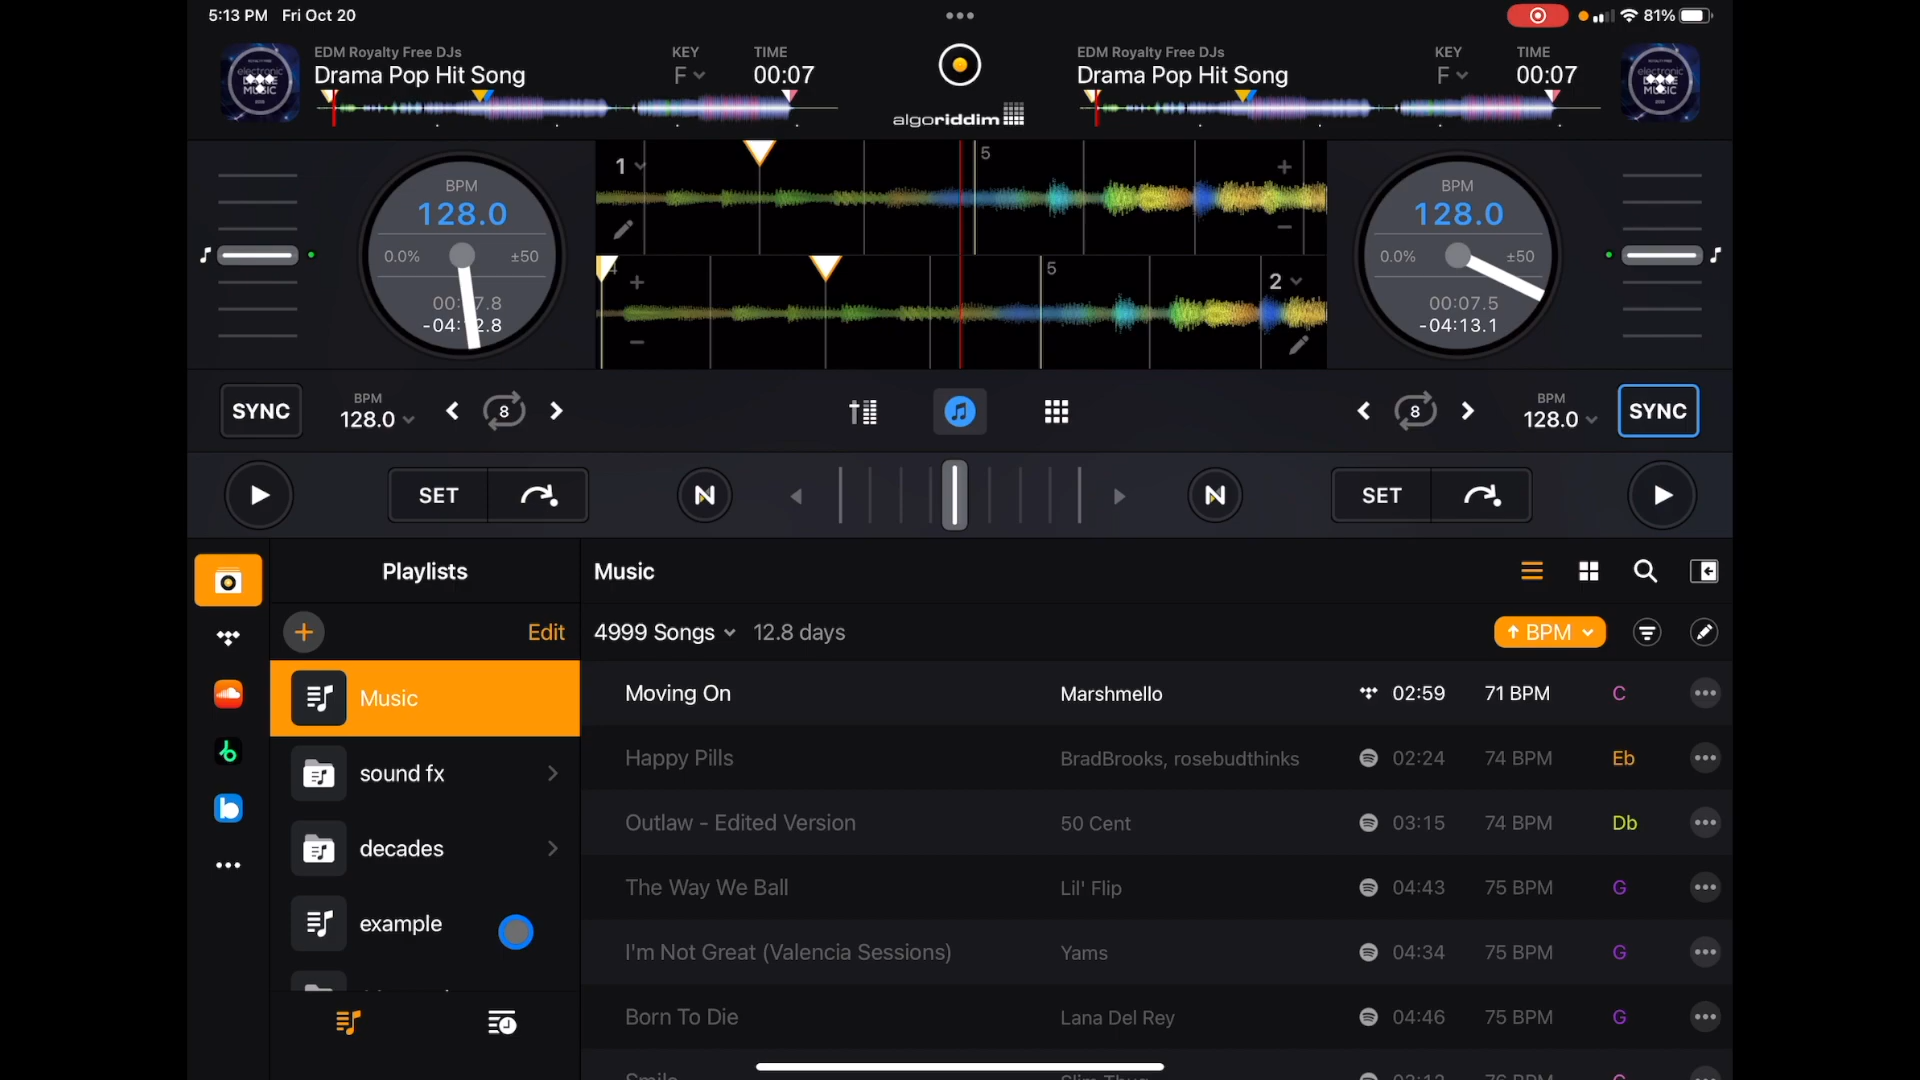 5:13 PM Fri Oct 20
81%
EDM Royalty Free DJs
Drama Pop Hit Song
KEY
F
TIME
00:07
algoriddim
EDM Royalty Free DJs
Drama Pop Hit Song
KEY
F
TIME
00:07
BPM
128.0
0.0%
±50
-04:12.8
1
5
4
5
2
BPM
128.0
0.0%
±50
00:07.5
-04:13.1
SYNC
BPM
128.0
8
8
BPM
128.0
SYNC
SET
SET
Playlists
Edit
Music
sound fx
decades
example
Music
4999 Songs 12.8 days
BPM
Moving On Marshmello 02:59 71 BPM C
Happy Pills BradBrooks, rosebudthinks 02:24 74 BPM Eb
Outlaw - Edited Version 50 Cent 03:15 74 BPM Db
The Way We Ball Lil' Flip 04:43 75 BPM G
I'm Not Great (Valencia Sessions) Yams 04:34 75 BPM G
Born To Die Lana Del Rey 04:46 75 BPM G